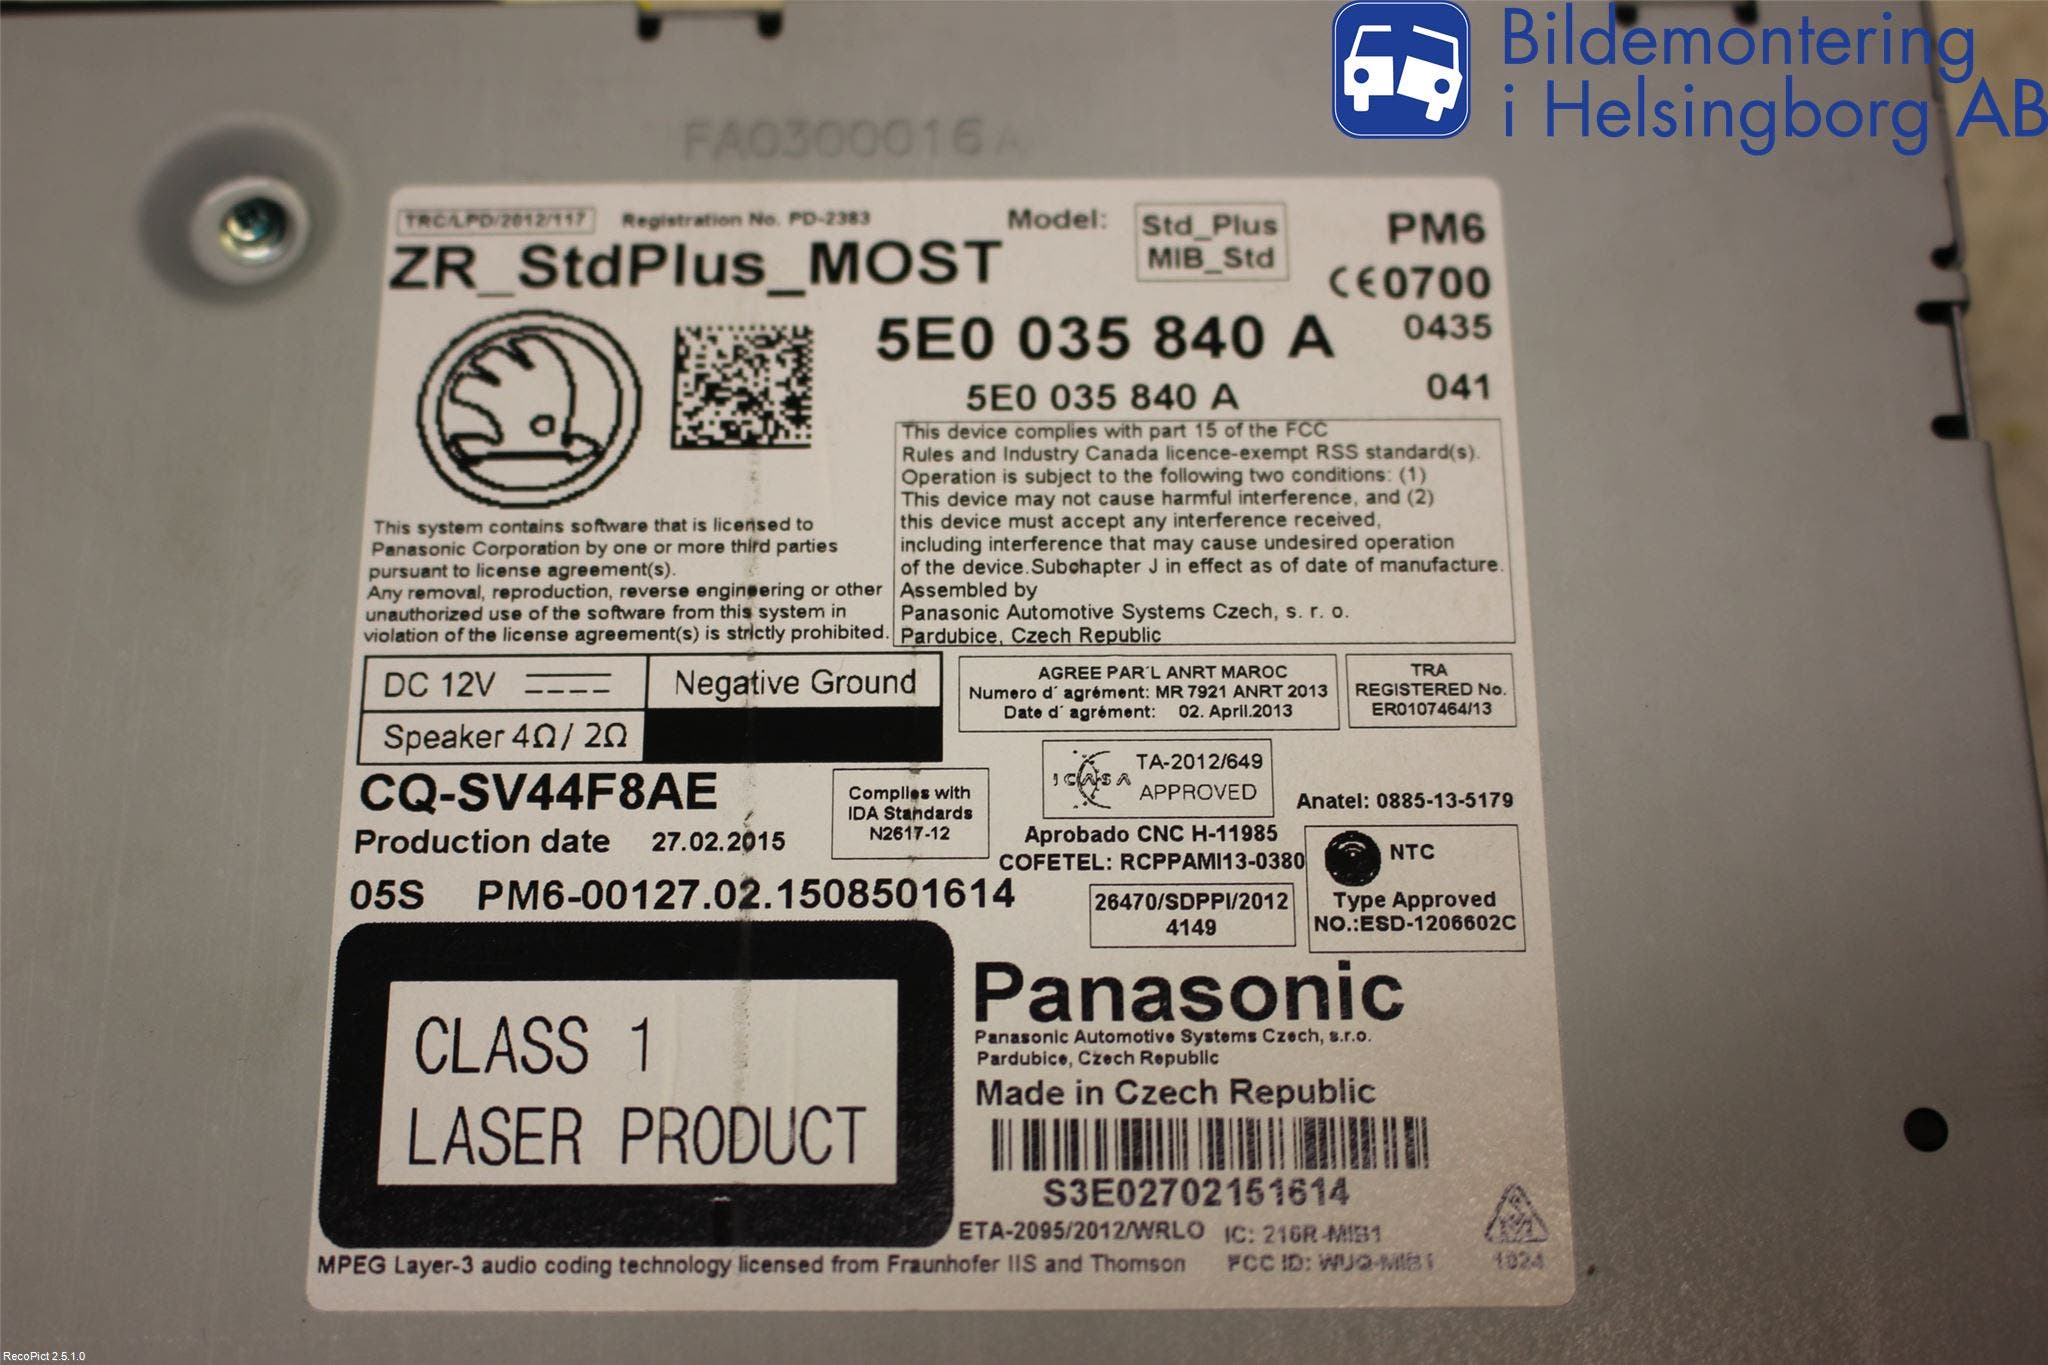 Bildemontering
i Helsingborg AB
FA0300016A
TRC/LPD/2012/117 Registration No. PD-2383 Model: Std_Plus PM6
MIB_Std
ZR_StdPlus_MOST
CE0700
5E0 035 840 A 0435
5E0 035 840 A 041
This device complies with part 15 of the FCC
Rules and Industry Canada licence-exempt RSS standard(s).
Operation is subject to the following two conditions: (1)
This device may not cause harmful interference, and (2)
this device must accept any interference received,
including interference that may cause undesired operation
of the device.Subchapter J in effect as of date of manufacture.
Assembled by
Panasonic Automotive Systems Czech, s. r. o.
Pardubice, Czech Republic
This system contains software that is licensed to
Panasonic Corporation by one or more third parties
pursuant to license agreement(s).
Any removal, reproduction, reverse engineering or other
unauthorized use of the software from this system in
violation of the license agreement(s) is strictly prohibited.
DC 12V Negative Ground
Speaker 4Ω/ 2Ω
AGREE PAR´L ANRT MAROC
Numero d´ agrément: MR 7921 ANRT 2013
Date d´ agrément: 02. April.2013
TRA
REGISTERED No.
ER0107464/13
CQ-SV44F8AE
Complies with
IDA Standards
N2617-12
ICASA TA-2012/649
APPROVED
Anatel: 0885-13-5179
Production date 27.02.2015
Aprobado CNC H-11985
COFETEL: RCPPAMI13-0380
NTC
Type Approved
NO.:ESD-1206602C
05S PM6-00127.02.1508501614
26470/SDPPI/2012
4149
CLASS 1
LASER PRODUCT
Panasonic
Panasonic Automotive Systems Czech, s.r.o.
Pardubice, Czech Republic
Made in Czech Republic
S3E02702151614
ETA-2095/2012/WRLO IC: 216R-MIB1
MPEG Layer-3 audio coding technology licensed from Fraunhofer IIS and Thomson FCC ID: WUQ-MIB1 1024
RecoPict 2.5.1.0